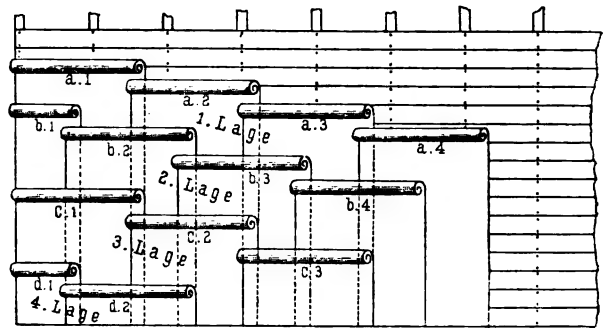 a.1
a.2
a.3
a.4
1. Lage
b.1
b.2
b.3
b.4
2. Lage
c.1
c.2
c.3
3. Lage
d.1
d.2
4. Lage